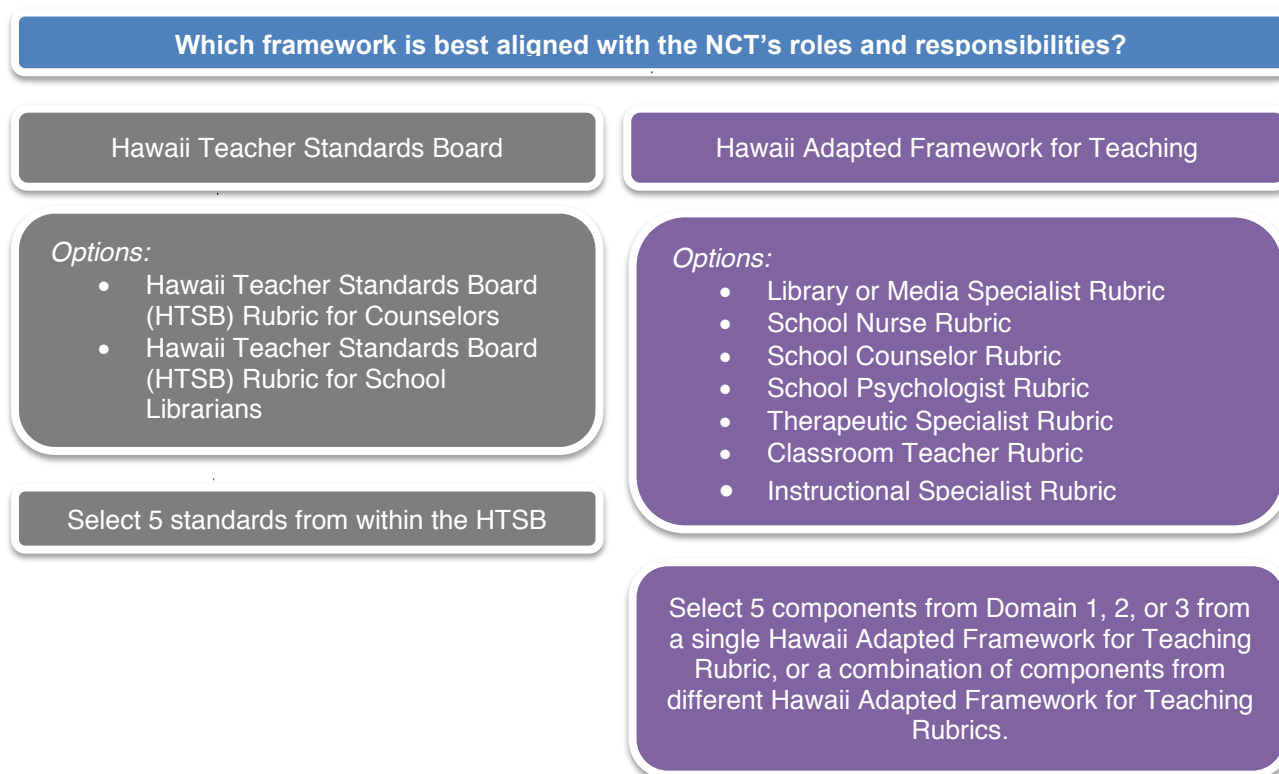 Which framework is best aligned with the NCT’s roles and responsibilities?
Hawaii Teacher Standards Board
Options:
• Hawaii Teacher Standards Board
(HTSB) Rubric for Counselors
• Hawaii Teacher Standards Board
(HTSB) Rubric for School
Librarians
Select 5 standards from within the HTSB
Hawaii Adapted Framework for Teaching
Options:
• Library or Media Specialist Rubric
• School Nurse Rubric
• School Counselor Rubric
• School Psychologist Rubric
• Therapeutic Specialist Rubric
• Classroom Teacher Rubric
• Instructional Specialist Rubric
Select 5 components from Domain 1, 2, or 3 from
a single Hawaii Adapted Framework for Teaching
Rubric, or a combination of components from
different Hawaii Adapted Framework for Teaching
Rubrics.